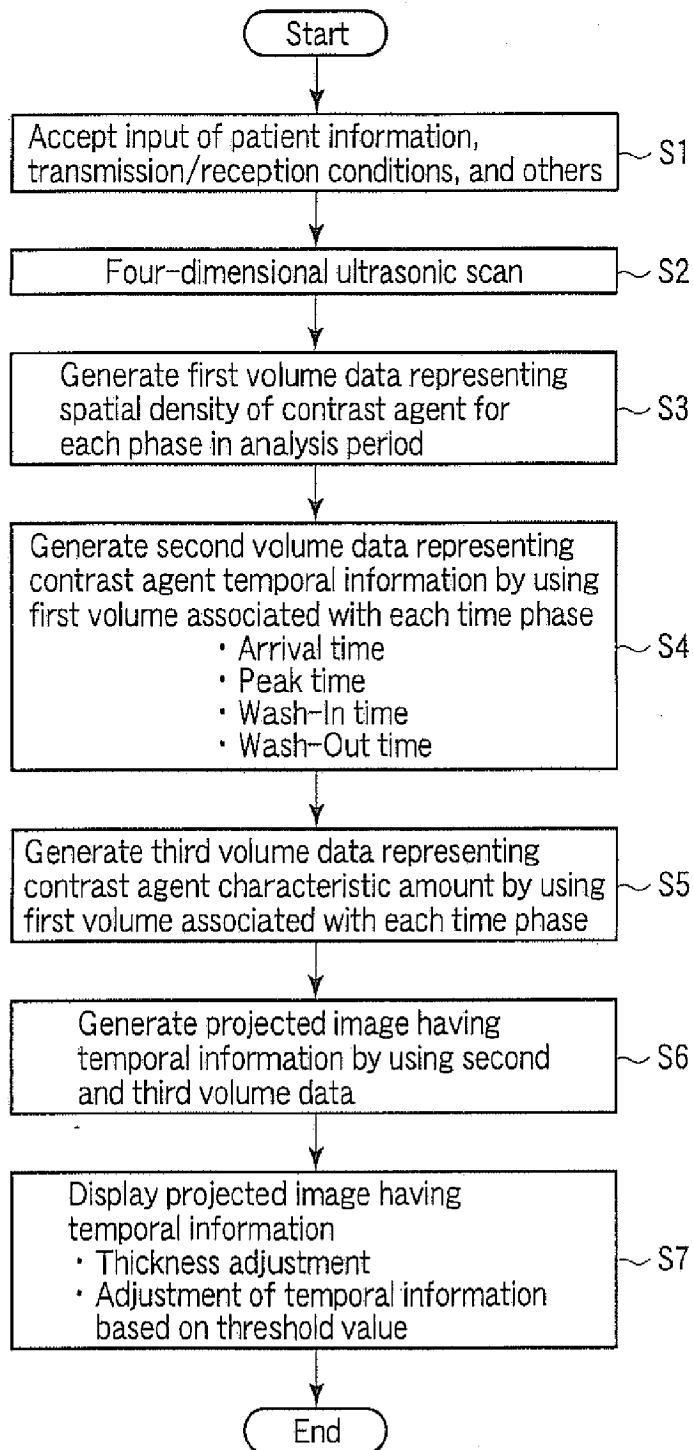 Start
Accept input of patient information,
transmission/reception conditions, and others
S1
Four-dimensional ultrasonic scan
S2
Generate first volume data representing
spatial density of contrast agent for
each phase in analysis period
S3
Generate second volume data representing
contrast agent temporal information by using
first volume associated with each time phase
・Arrival time
・Peak time
・Wash-In time
・Wash-Out time
S4
Generate third volume data representing
contrast agent characteristic amount by using
first volume associated with each time phase
S5
Generate projected image having
temporal information by using second
and third volume data
S6
Display projected image having
temporal information
・Thickness adjustment
・Adjustment of temporal information
based on threshold value
S7
End